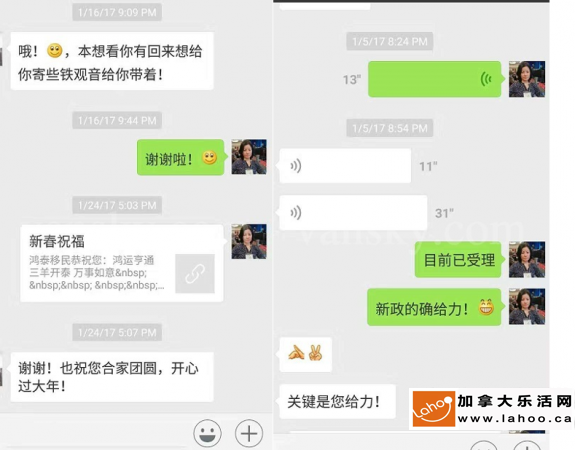 1/16/17 9:09 PM
哦！，本想看你有回来想给
你寄些铁观音给你带着！
1/16/17 9:44 PM
谢谢啦！
1/24/17 5:03 PM
新春祝福
鸿泰移民恭祝您：鸿运亨通
三羊开泰 万事如意&nbsp;
&nbsp;&nbsp; &nbsp;&nbsp;...
1/24/17 5:07 PM
谢谢！也祝您合家团圆，开心
过大年！
1/5/17 8:24 PM
13"
1/5/17 8:54 PM
11"
31"
vansky.com
目前已受理
新政的确给力！
关键是您给力！
Lahoo
加拿大乐活网
www.lahoo.ca